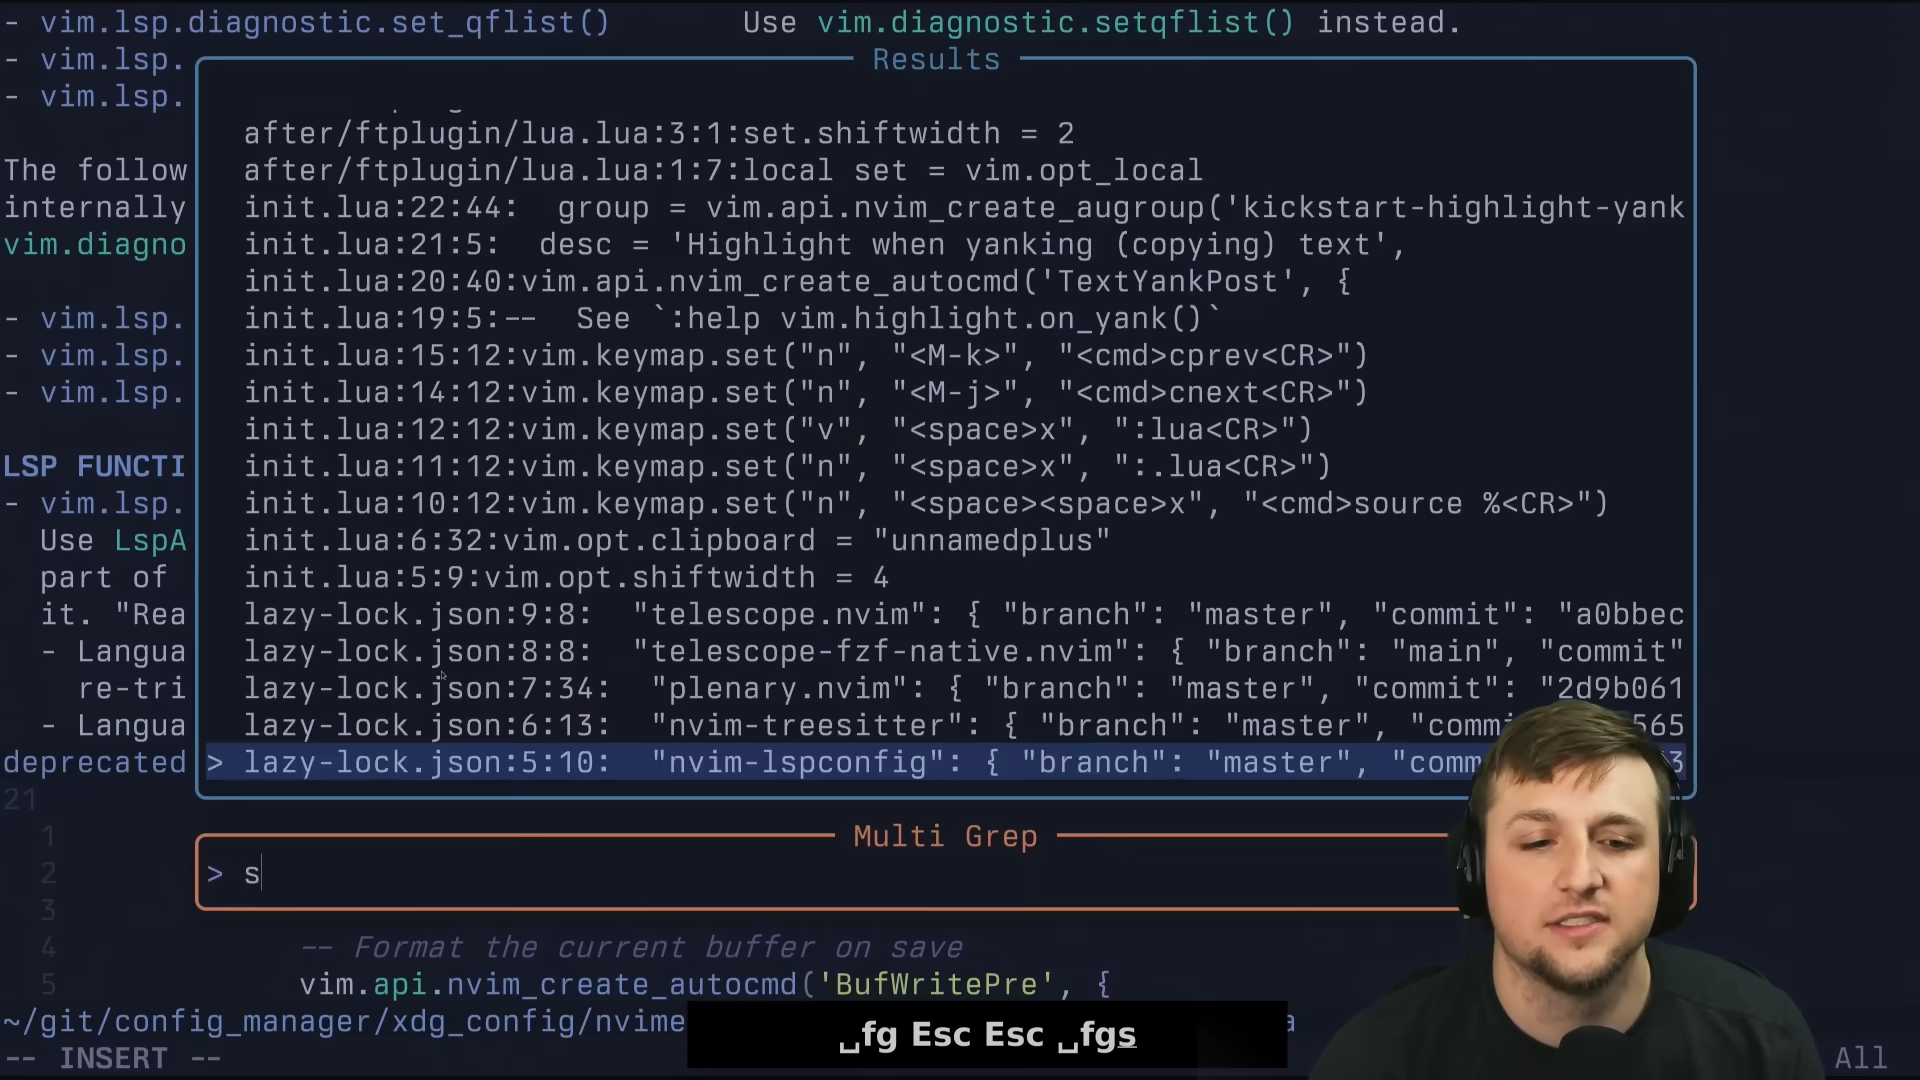 - vim.lsp.diagnostic.set_qflist() Use vim.diagnostic.setqflist() instead.
- vim.lsp.
Results
- vim.lsp.
after/ftplugin/lua.lua:3:1:set.shiftwidth = 2
The follow
after/ftplugin/lua.lua:1:7:local set = vim.opt_local
internally
init.lua:22:44:  group = vim.api.nvim_create_augroup('kickstart-highlight-yank
vim.diagno
init.lua:21:5:  desc = 'Highlight when yanking (copying) text',
init.lua:20:40:vim.api.nvim_create_autocmd('TextYankPost', {
- vim.lsp.
init.lua:19:5:--  See `:help vim.highlight.on_yank()`
- vim.lsp.
init.lua:15:12:vim.keymap.set("n", "<M-k>", "<cmd>cprev<CR>")
- vim.lsp.
init.lua:14:12:vim.keymap.set("n", "<M-j>", "<cmd>cnext<CR>")
init.lua:12:12:vim.keymap.set("v", "<space>x", ":lua<CR>")
LSP FUNCTI
init.lua:11:12:vim.keymap.set("n", "<space>x", ":.lua<CR>")
- vim.lsp.
init.lua:10:12:vim.keymap.set("n", "<space><space>x", "<cmd>source %<CR>")
Use LspA
init.lua:6:32:vim.opt.clipboard = "unnamedplus"
part of
init.lua:5:9:vim.opt.shiftwidth = 4
it. "Rea
lazy-lock.json:9:8:  "telescope.nvim": { "branch": "master", "commit": "a0bbec
- Langua
lazy-lock.json:8:8:  "telescope-fzf-native.nvim": { "branch": "main", "commit"
re-tri
lazy-lock.json:7:34:  "plenary.nvim": { "branch": "master", "commit": "2d9b061
- Langua
lazy-lock.json:6:13:  "nvim-treesitter": { "branch": "master", "comm 565
deprecated
> lazy-lock.json:5:10:  "nvim-lspconfig": { "branch": "master", "comm 3
21
1
Multi Grep
2
> s
3
4 -- Format the current buffer on save
5 vim.api.nvim_create_autocmd('BufWritePre', {
~/git/config_manager/xdg_config/nvime a
␣fg Esc Esc ␣fgs
-- INSERT -- All